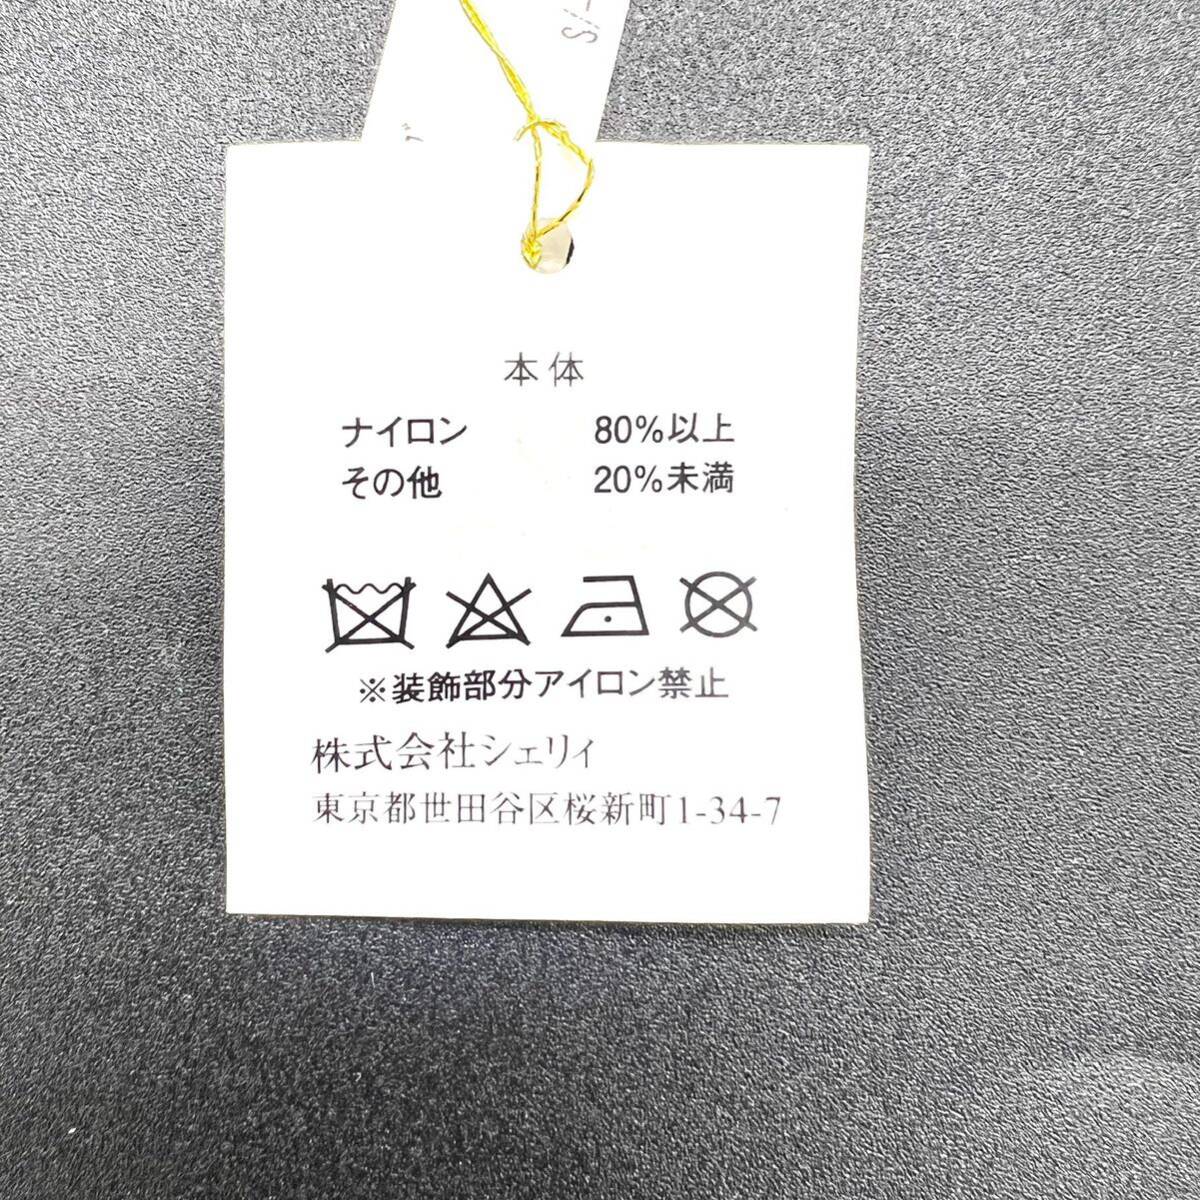 本体
ナイロン 80%以上
その他 20%未満
※装飾部分アイロン禁止
株式会社シェリィ
東京都世田谷区桜新町1-34-7